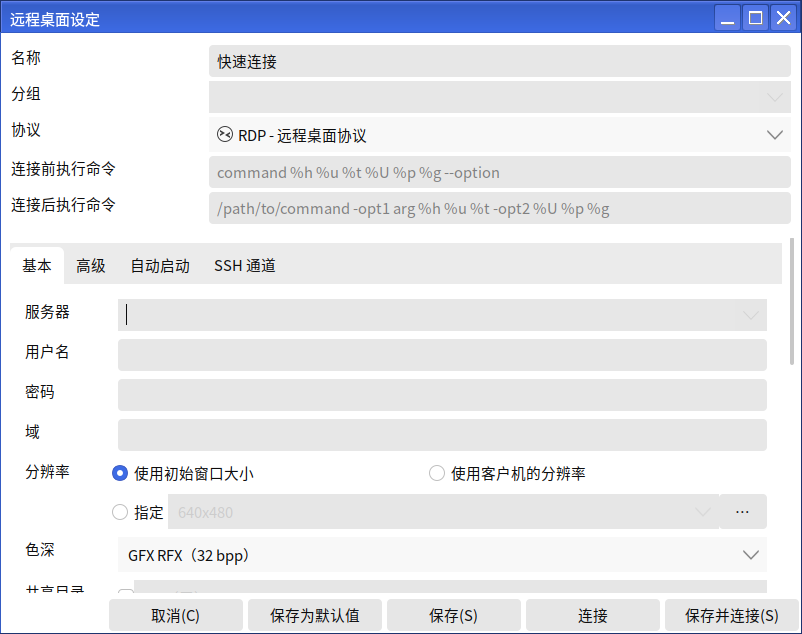 远程桌面设定
名称 快速连接
分组
协议 RDP - 远程桌面协议
连接前执行命令 command %h %u %t %U %p %g --option
连接后执行命令 /path/to/command -opt1 arg %h %u %t -opt2 %U %p %g
基本 高级 自动启动 SSH 通道
服务器
用户名
密码
域
分辨率 使用初始窗口大小 使用客户机的分辨率
指定 640x480 ...
色深 GFX RFX（32 bpp）
共享目录
取消(C) 保存为默认值 保存(S) 连接 保存并连接(S)